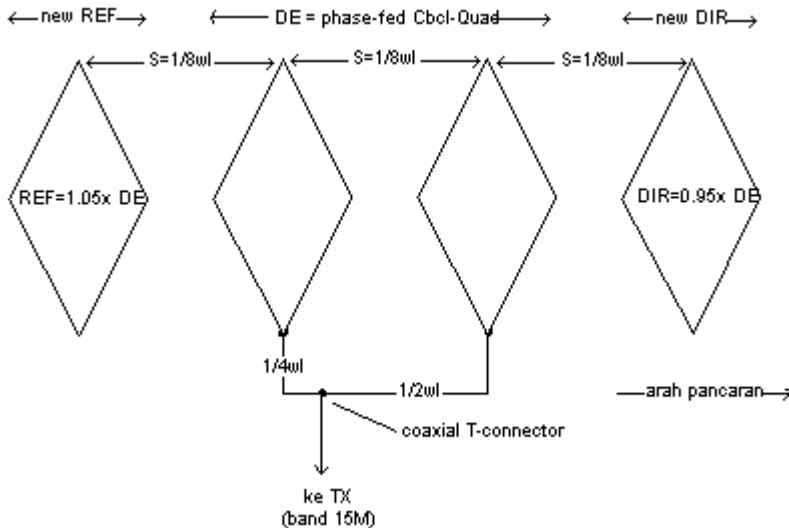 new REF
DE = phase-fed Cbcl-Quad
new DIR
S=1/8wl
S=1/8wl
S=1/8wl
REF=1.05x DE
DIR=0.95x DE
1/4wl
1/2wl
arah pancaran
coaxial T-connector
ke TX
(band 15M)